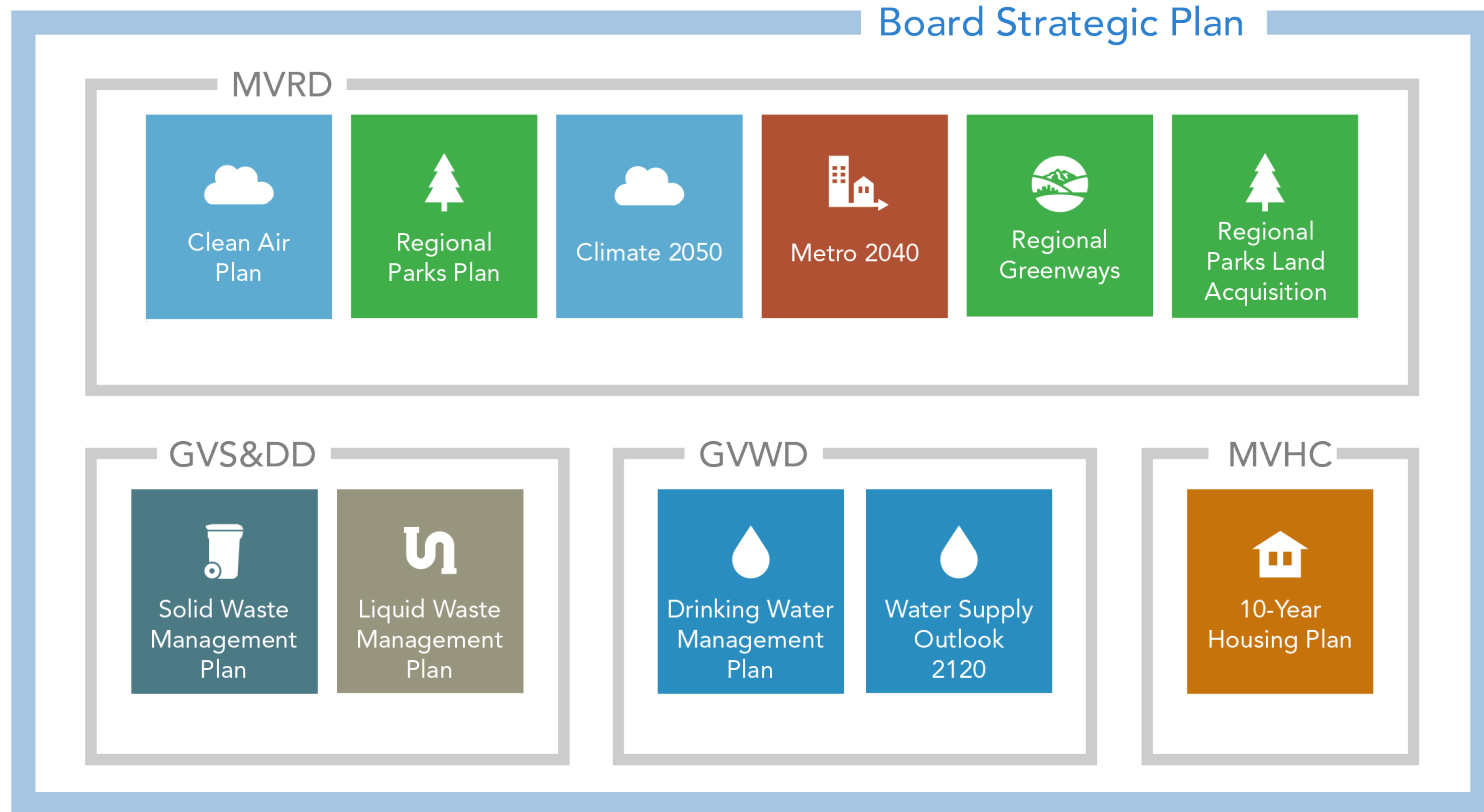 Board Strategic Plan
MVRD
Clean Air
Plan
Regional
Parks Plan
Climate 2050
Metro 2040
Regional
Greenways
Regional
Parks Land
Acquisition
GVS&DD
Solid Waste
Management
Plan
Liquid Waste
Management
Plan
GVWD
Drinking Water
Management
Plan
Water Supply
Outlook
2120
MVHC
10-Year
Housing Plan